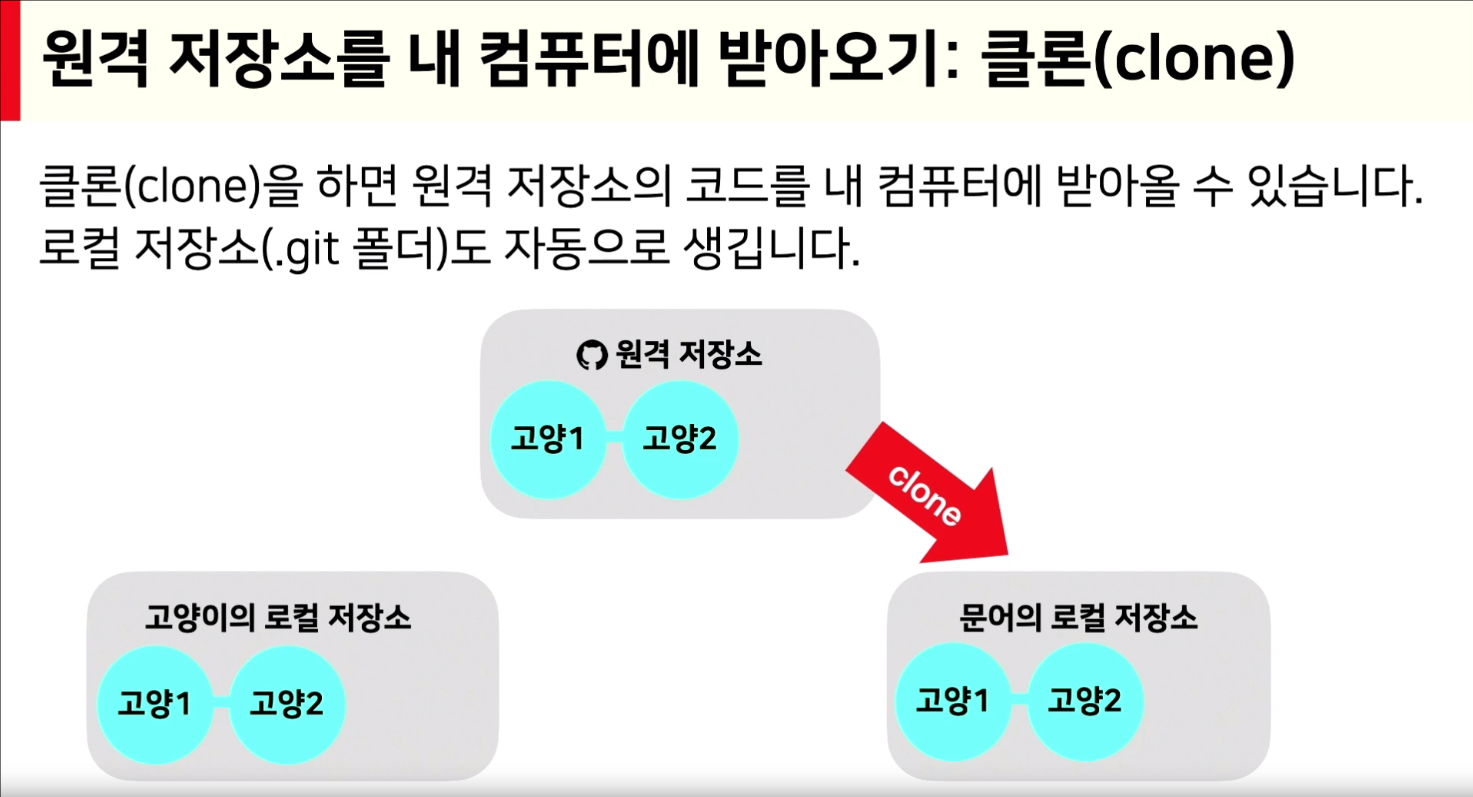 원격 저장소를 내 컴퓨터에 받아오기: 클론(clone)
클론(clone)을 하면 원격 저장소의 코드를 내 컴퓨터에 받아올 수 있습니다.
로컬 저장소(.git 폴더)도 자동으로 생깁니다.
원격 저장소
고양1
고양2
clone
고양이의 로컬 저장소
고양1
고양2
문어의 로컬 저장소
고양1
고양2